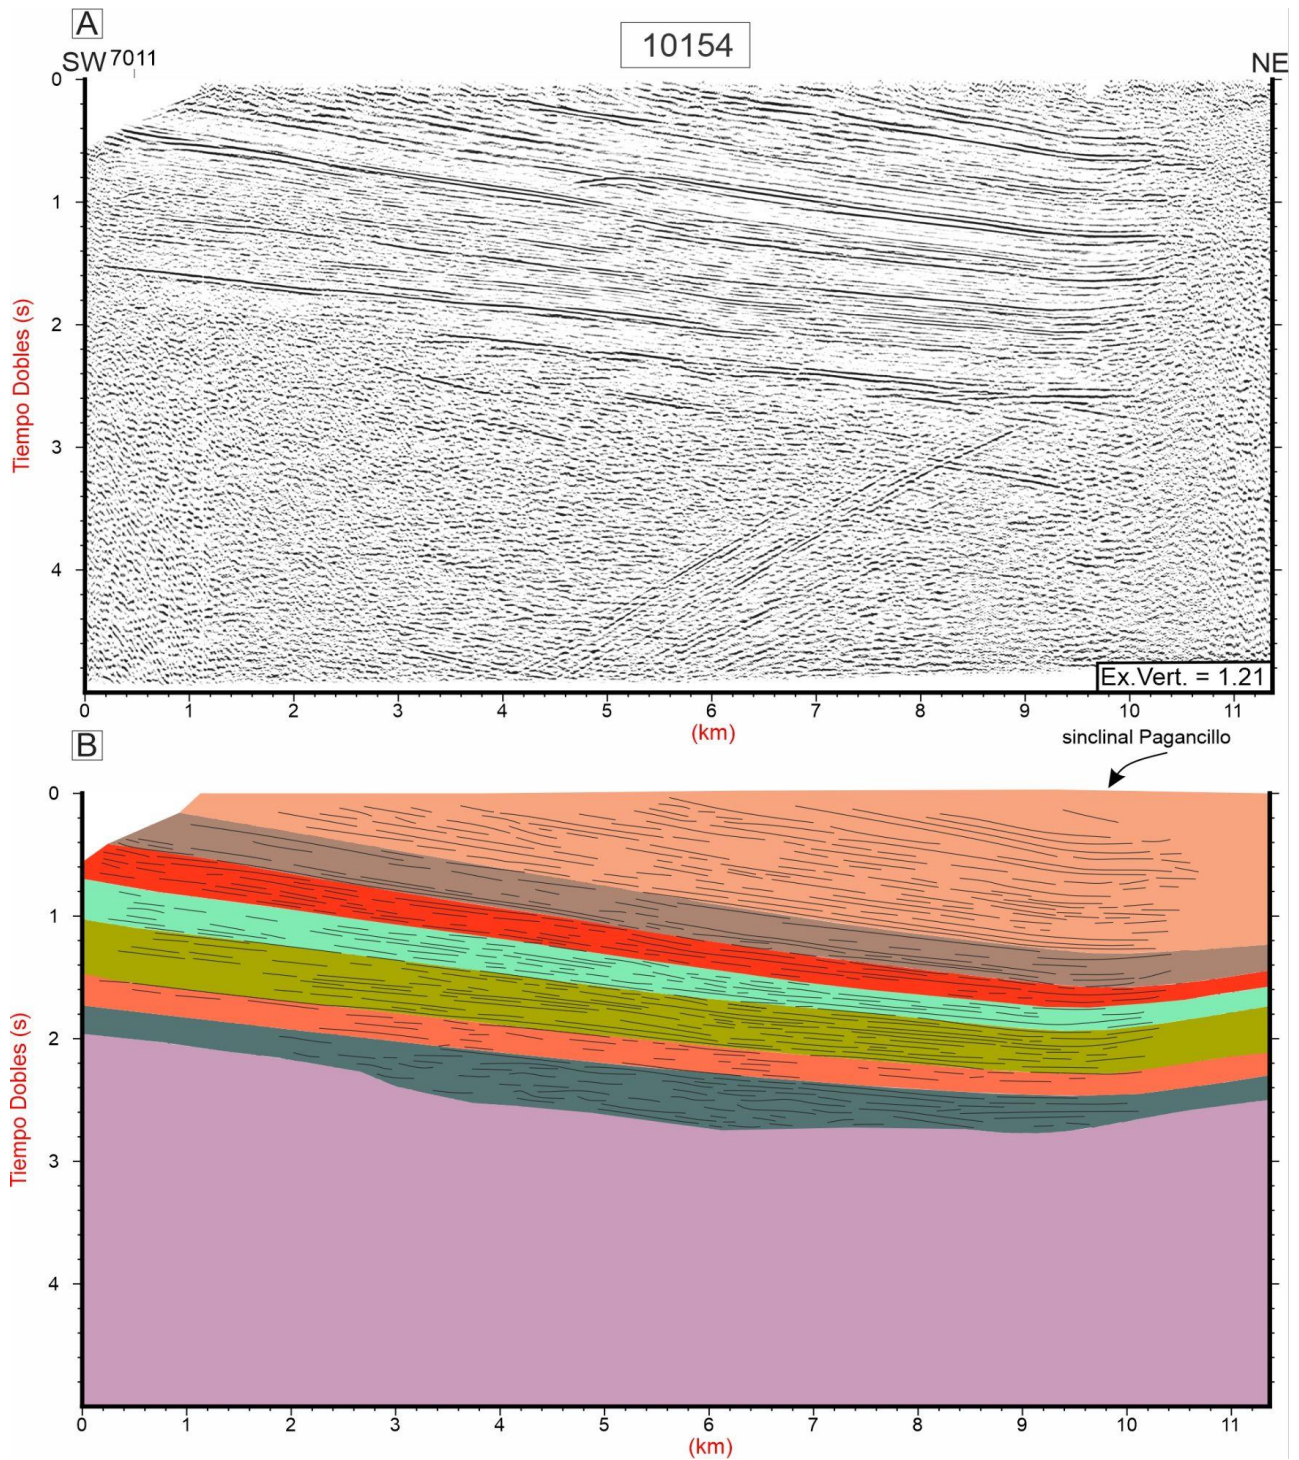 A
SW 7011
10154
NE
0
1
2
3
4
Tiempo Dobles (s)
Ex.Vert. = 1.21
0 1 2 3 4 5 6 7 8 9 10 11
(km)
B
sinclinal Pagancillo
0
1
2
3
4
Tiempo Dobles (s)
0 1 2 3 4 5 6 7 8 9 10 11
(km)